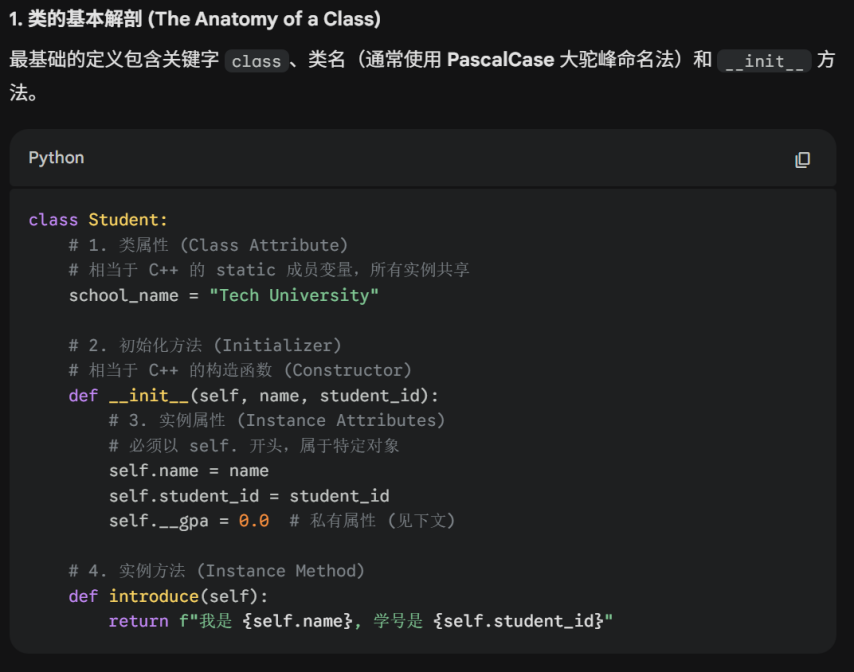 1. 类的基本解剖 (The Anatomy of a Class)
最基础的定义包含关键字 class、类名（通常使用 PascalCase 大驼峰命名法）和 __init__ 方
法。
Python
class Student:
    # 1. 类属性 (Class Attribute)
    # 相当于 C++ 的 static 成员变量，所有实例共享
    school_name = "Tech University"
    # 2. 初始化方法 (Initializer)
    # 相当于 C++ 的构造函数 (Constructor)
    def __init__(self, name, student_id):
        # 3. 实例属性 (Instance Attributes)
        # 必须以 self. 开头，属于特定对象
        self.name = name
        self.student_id = student_id
        self.__gpa = 0.0  # 私有属性 (见下文)
    # 4. 实例方法 (Instance Method)
    def introduce(self):
        return f"我是 {self.name}, 学号是 {self.student_id}"